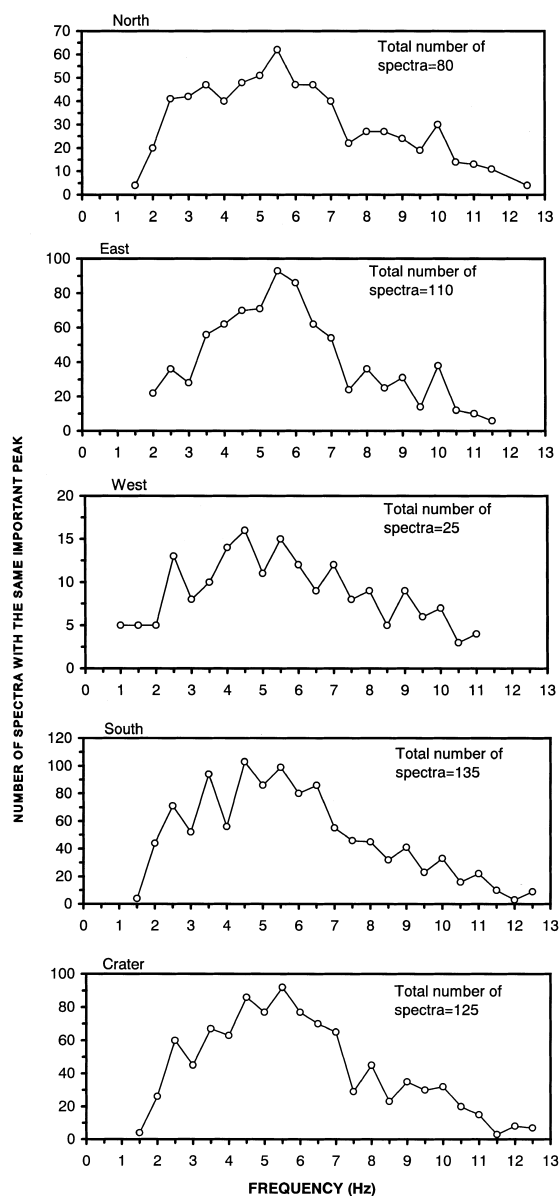 North
Total number of
spectra=80
70
60
50
40
30
20
10
0
0 1 2 3 4 5 6 7 8 9 10 11 12 13
East
Total number of
spectra=110
100
80
60
40
20
0
0 1 2 3 4 5 6 7 8 9 10 11 12 13
NUMBER OF SPECTRA WITH THE SAME IMPORTANT PEAK
West
Total number of
spectra=25
20
15
10
5
0
0 1 2 3 4 5 6 7 8 9 10 11 12 13
South
Total number of
spectra=135
120
100
80
60
40
20
0
0 1 2 3 4 5 6 7 8 9 10 11 12 13
Crater
Total number of
spectra=125
100
80
60
40
20
0
0 1 2 3 4 5 6 7 8 9 10 11 12 13
FREQUENCY (Hz)